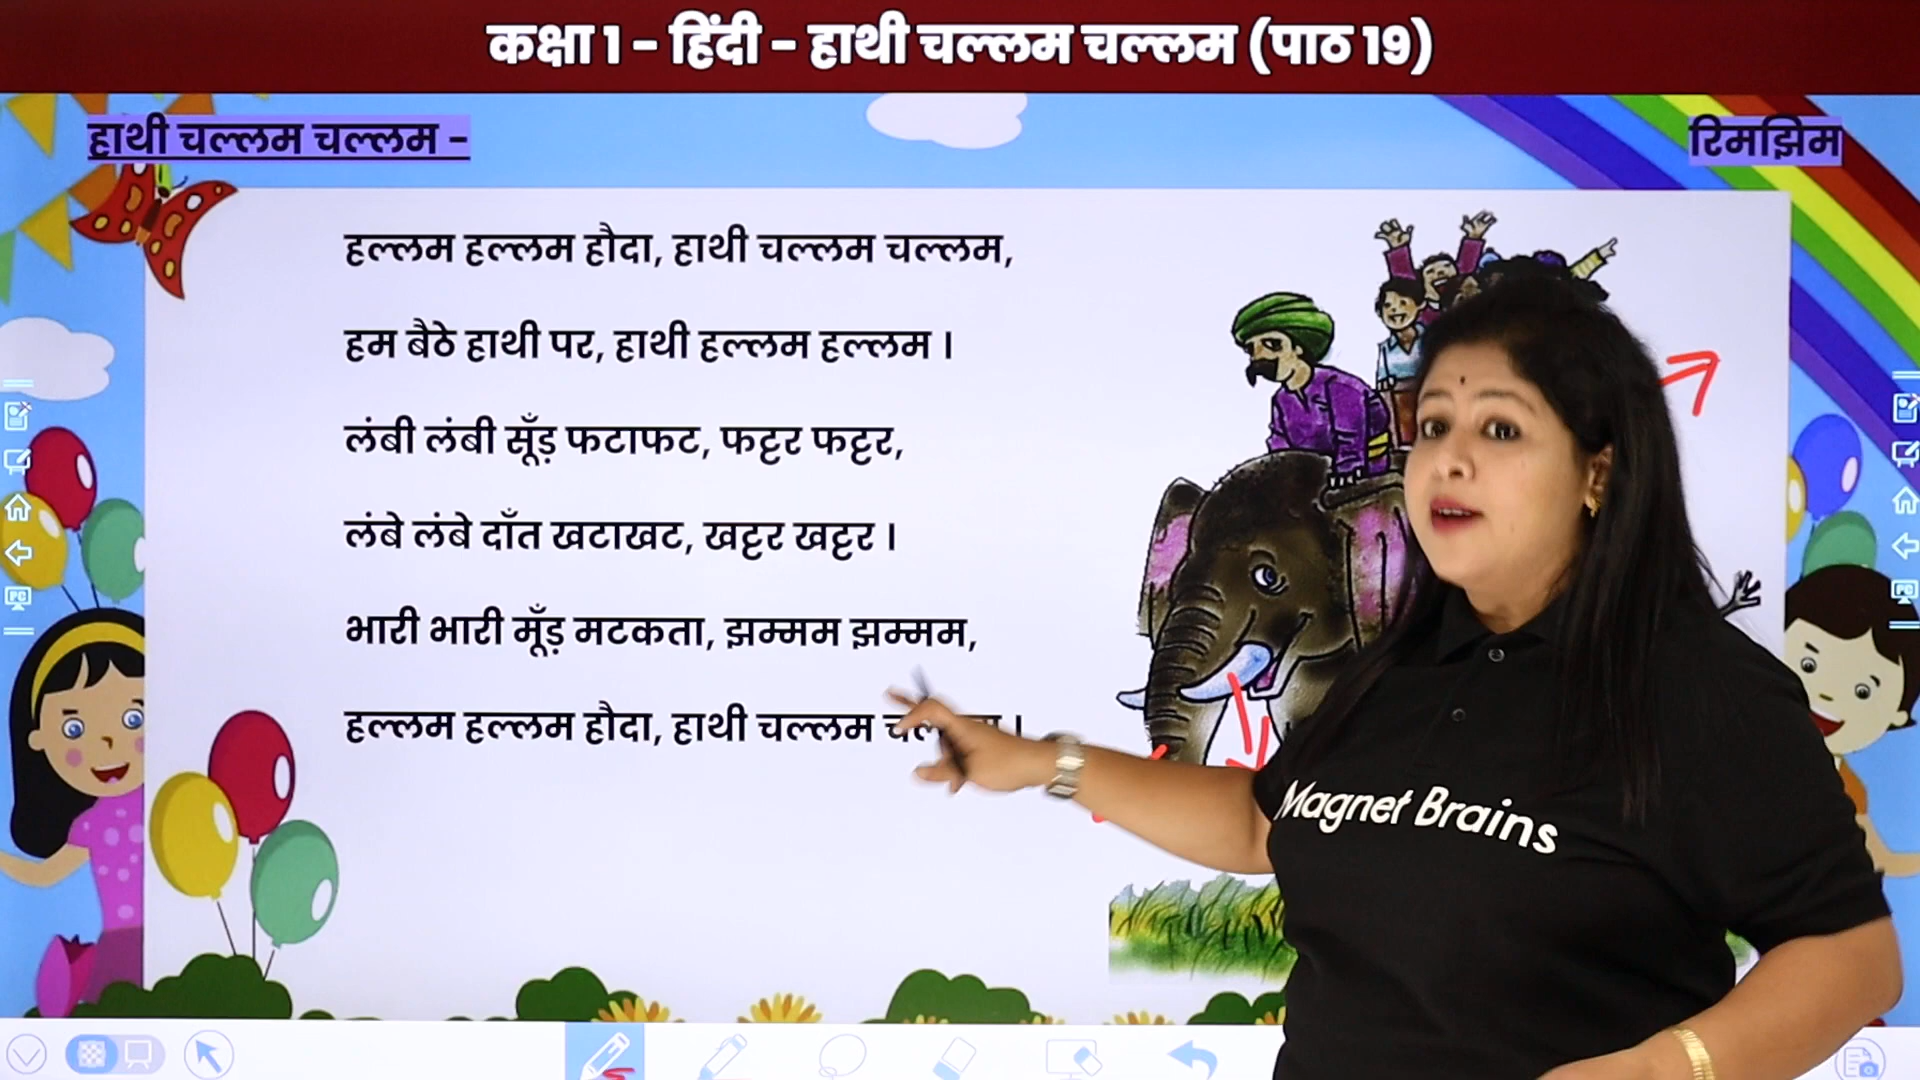 कक्षा 1 - हिंदी - हाथी चल्लम चल्लम (पाठ 19)
हाथी चल्लम चल्लम -
रिमझिम
हल्लम हल्लम हौदा, हाथी चल्लम चल्लम,
हम बैठे हाथी पर, हाथी हल्लम हल्लम ।
लंबी लंबी सूँड़ फटाफट, फट्टर फट्टर,
लंबे लंबे दाँत खटाखट, खट्टर खट्टर ।
भारी भारी मूँड़ मटकता, झम्मम झम्मम,
हल्लम हल्लम हौदा, हाथी चल्लम ।
Magnet Brains